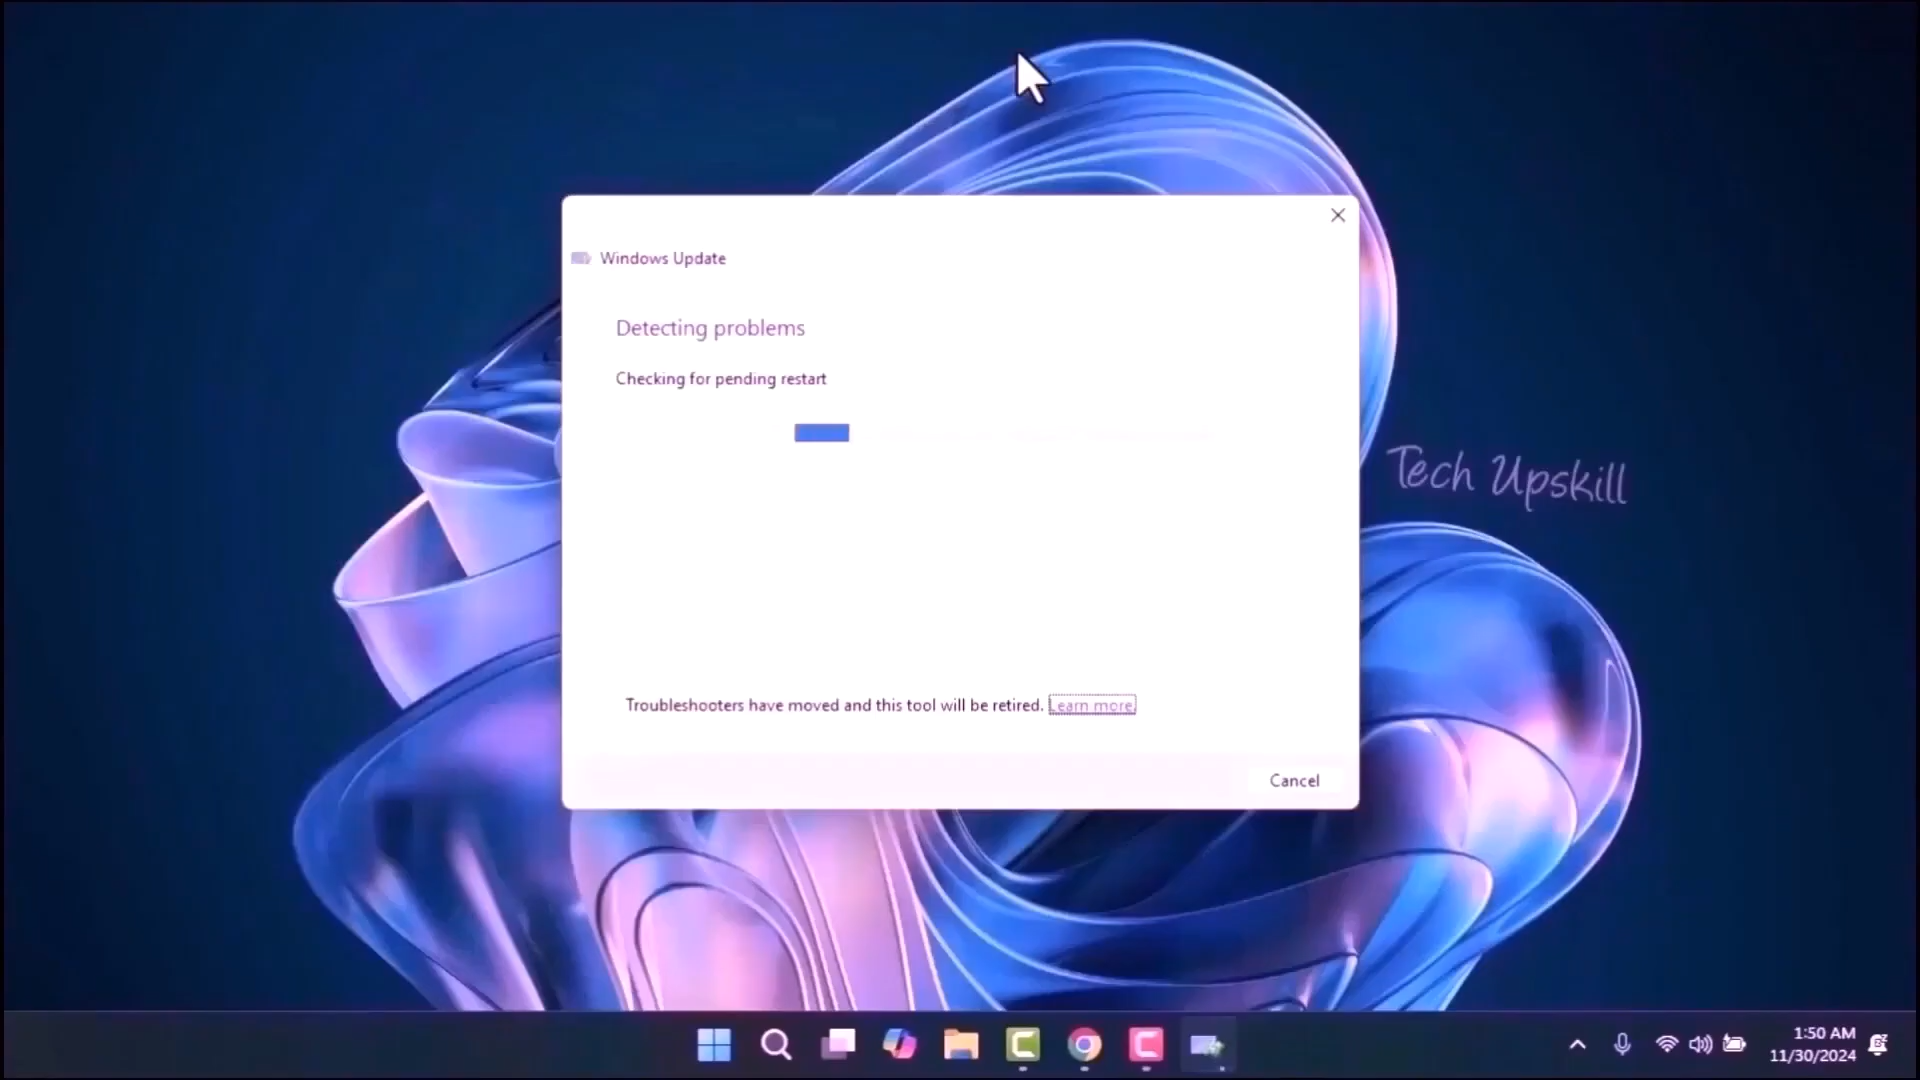 Windows Update
Detecting problems
Checking for pending restart
Tech Upskill
Troubleshooters have moved and this tool will be retired. Learn more.
Cancel
1:50 AM
11/30/2024